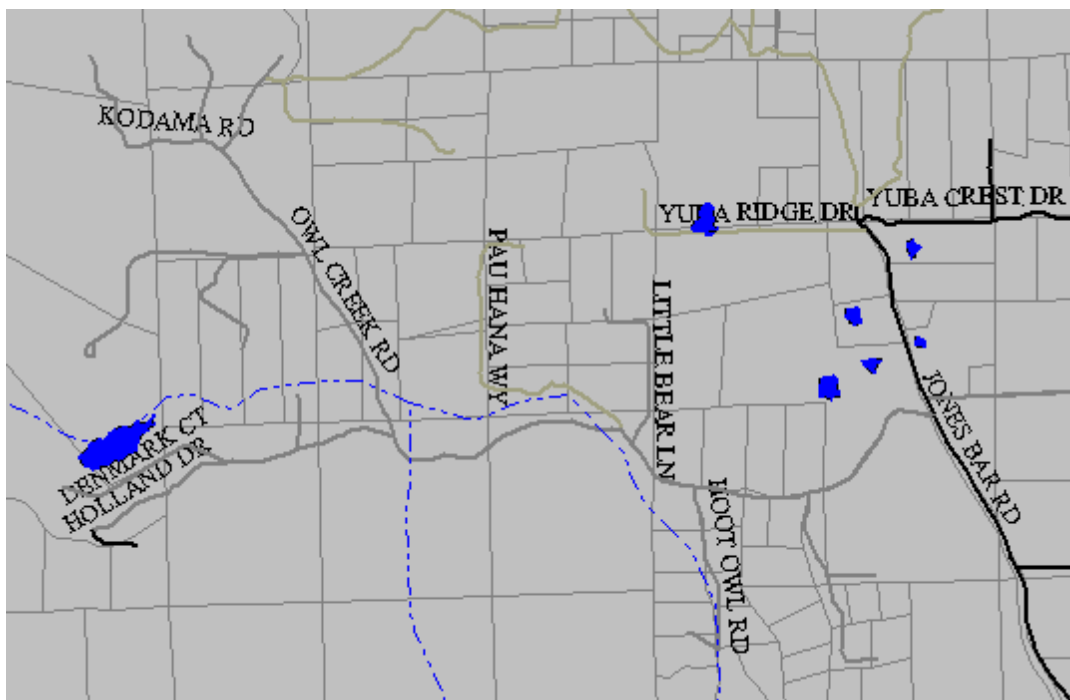 KODAMA RD
YUBA CREST DR
YUBA RIDGE DR
OWL CREEK RD
PAU HANA WY
LITTLE BEAR LN
JONES BAR RD
DENMARK CT
HOLLAND DR
HOOT OWL RD